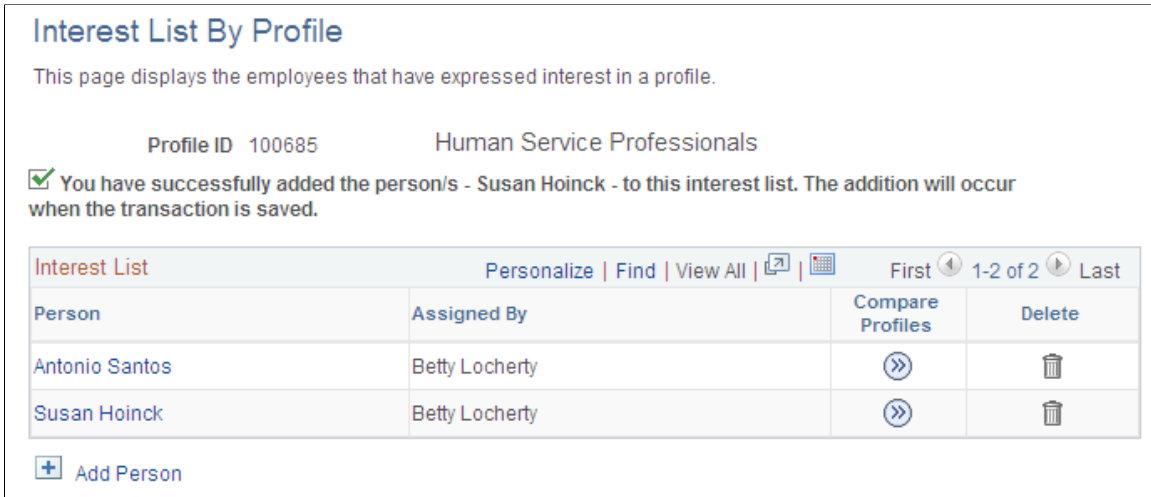 Interest List By Profile
This page displays the employees that have expressed interest in a profile.
Profile ID 100685 Human Service Professionals
You have successfully added the person/s - Susan Hoinck - to this interest list. The addition will occur
when the transaction is saved.
Interest List Personalize | Find | View All | | First 1-2 of 2 Last
Person Assigned By Compare Profiles Delete
Antonio Santos Betty Locherty
Susan Hoinck Betty Locherty
Add Person